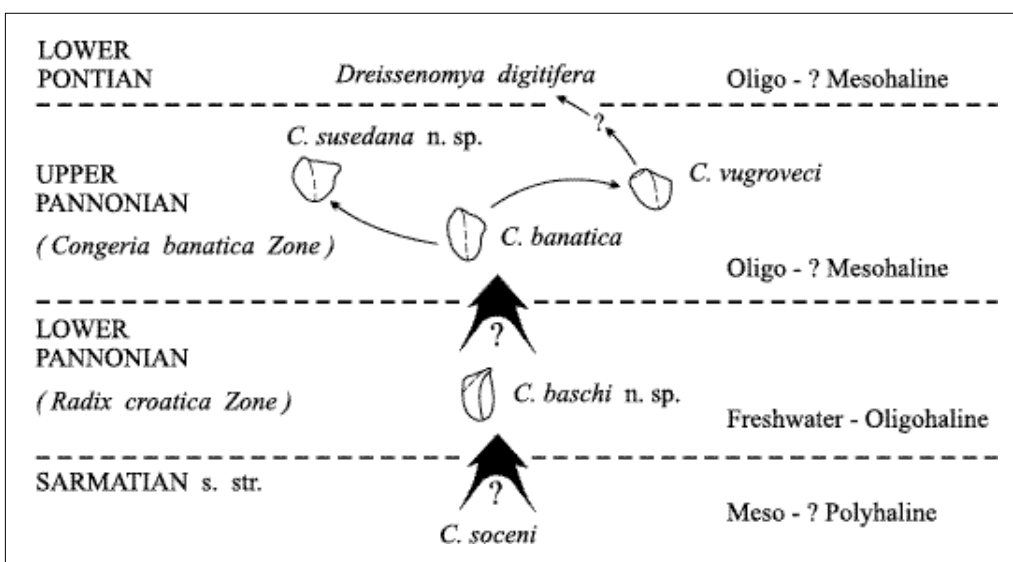 LOWER
PONTIAN
Dreissenomya digitifera
Oligo - ? Mesohaline
?
C. susedana n. sp.
UPPER
PANNONIAN
( Congeria banatica Zone )
C. vugroveci
C. banatica
Oligo - ? Mesohaline
LOWER
PANNONIAN
( Radix croatica Zone )
?
C. baschi n. sp.
Freshwater - Oligohaline
SARMATIAN s. str.
?
C. soceni
Meso - ? Polyhaline